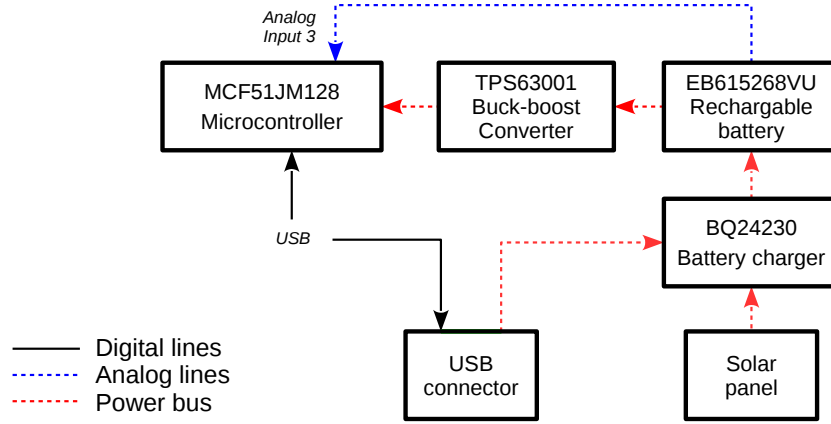 Analog
Input 3
MCF51JM128
Microcontroller
TPS63001
Buck-boost
Converter
EB615268VU
Rechargable
battery
BQ24230
Battery charger
USB
USB
connector
Solar
panel
Digital lines
Analog lines
Power bus